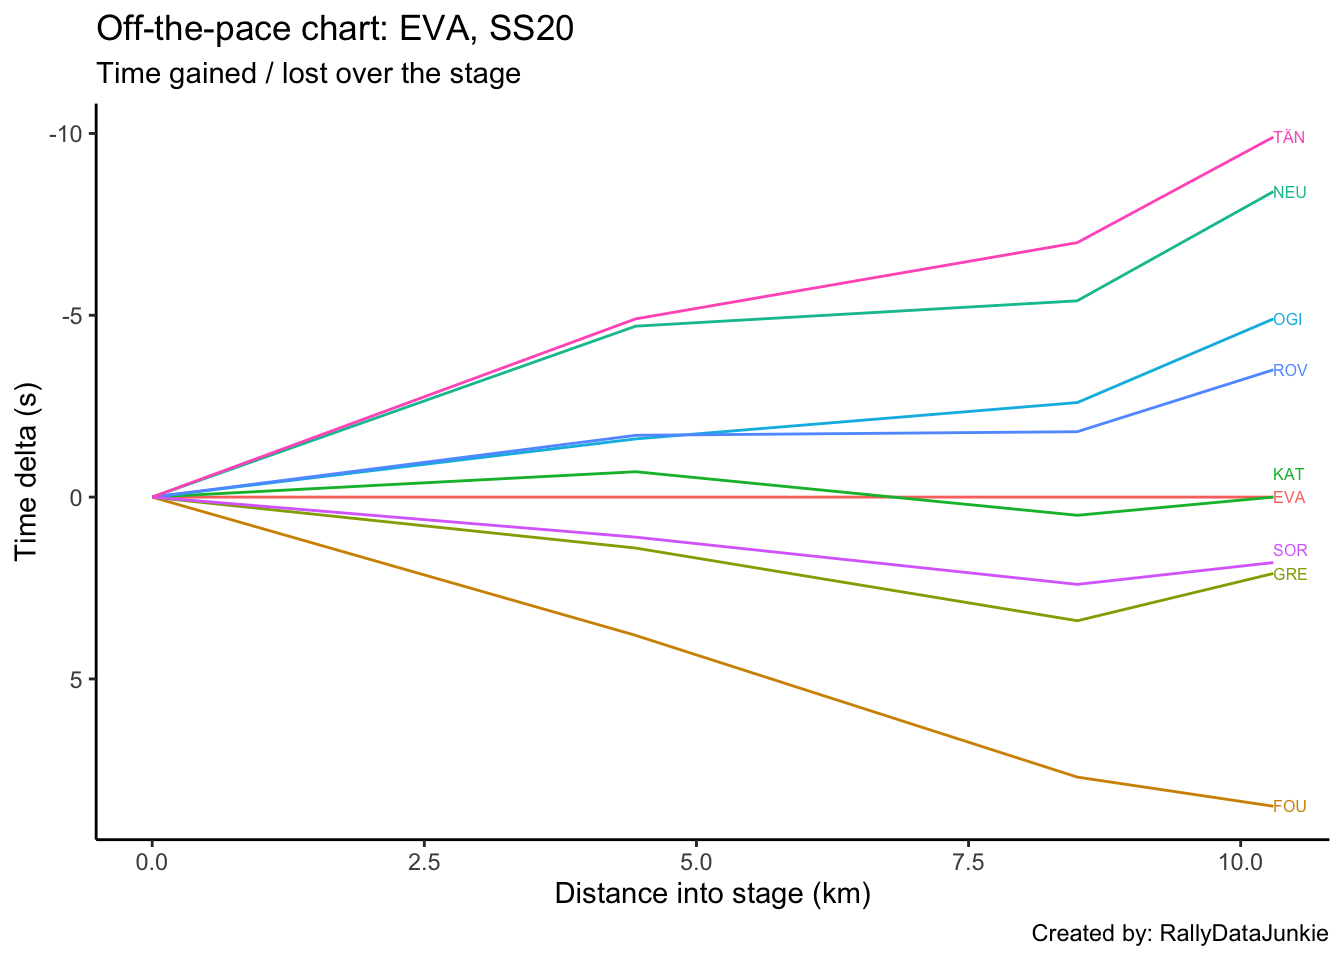 Off-the-pace chart: EVA, SS20
Time gained / lost over the stage
Time delta (s)
-10
-5
0
5
TÄN
NEU
OGI
ROV
KAT
EVA
SOR
GRE
FOU
0.0 2.5 5.0 7.5 10.0
Distance into stage (km)
Created by: RallyDataJunkie